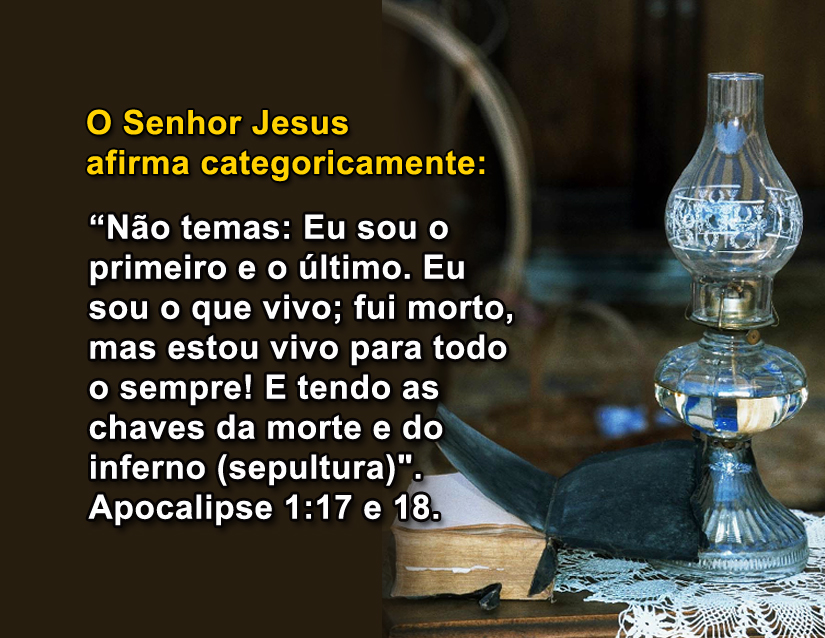 O Senhor Jesus
afirma categoricamente:
“Não temas: Eu sou o
primeiro e o último. Eu
sou o que vivo; fui morto,
mas estou vivo para todo
o sempre! E tendo as
chaves da morte e do
inferno (sepultura)".
Apocalipse 1:17 e 18.